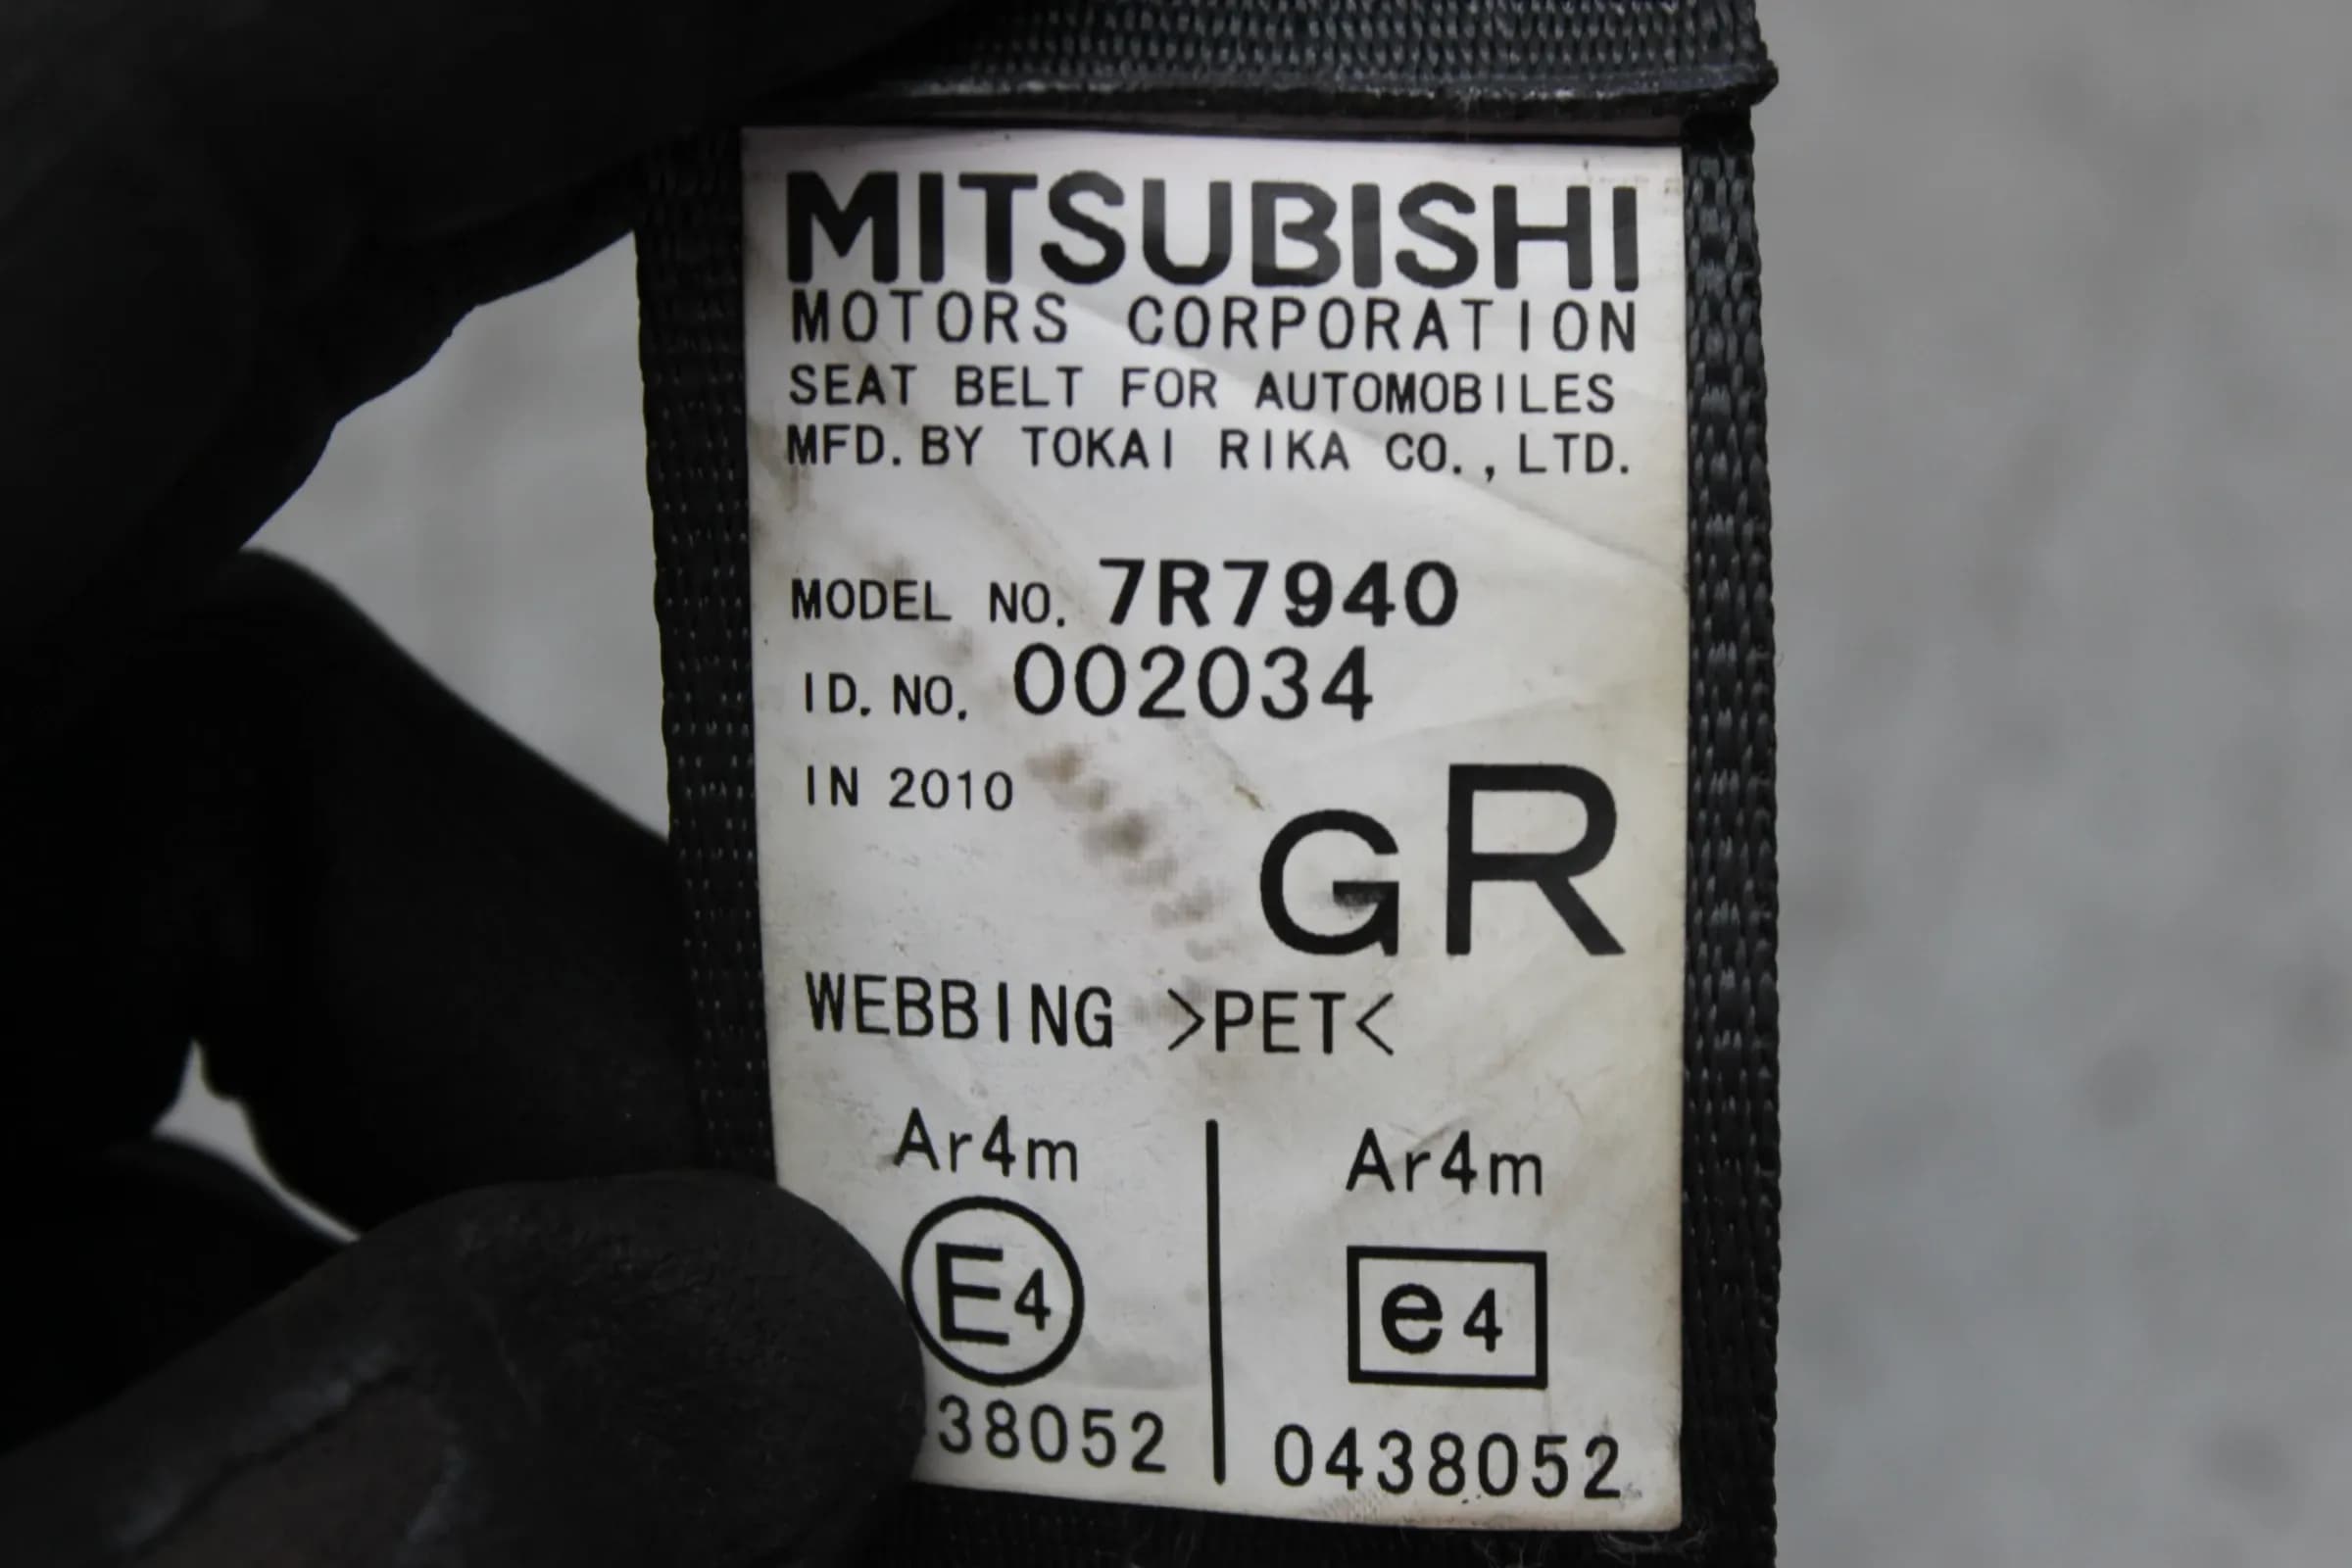 MITSUBISHI
MOTORS CORPORATION
SEAT BELT FOR AUTOMOBILES
MFD. BY TOKAI RIKA CO., LTD.
MODEL NO. 7R7940
ID. NO. 002034
IN 2010
GR
WEBBING >PET<
Ar4m Ar4m
E4 e4
38052 0438052